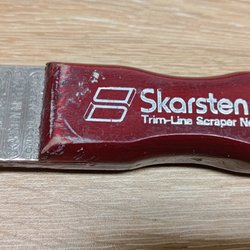 Skarsten
Trim-Line Scraper No